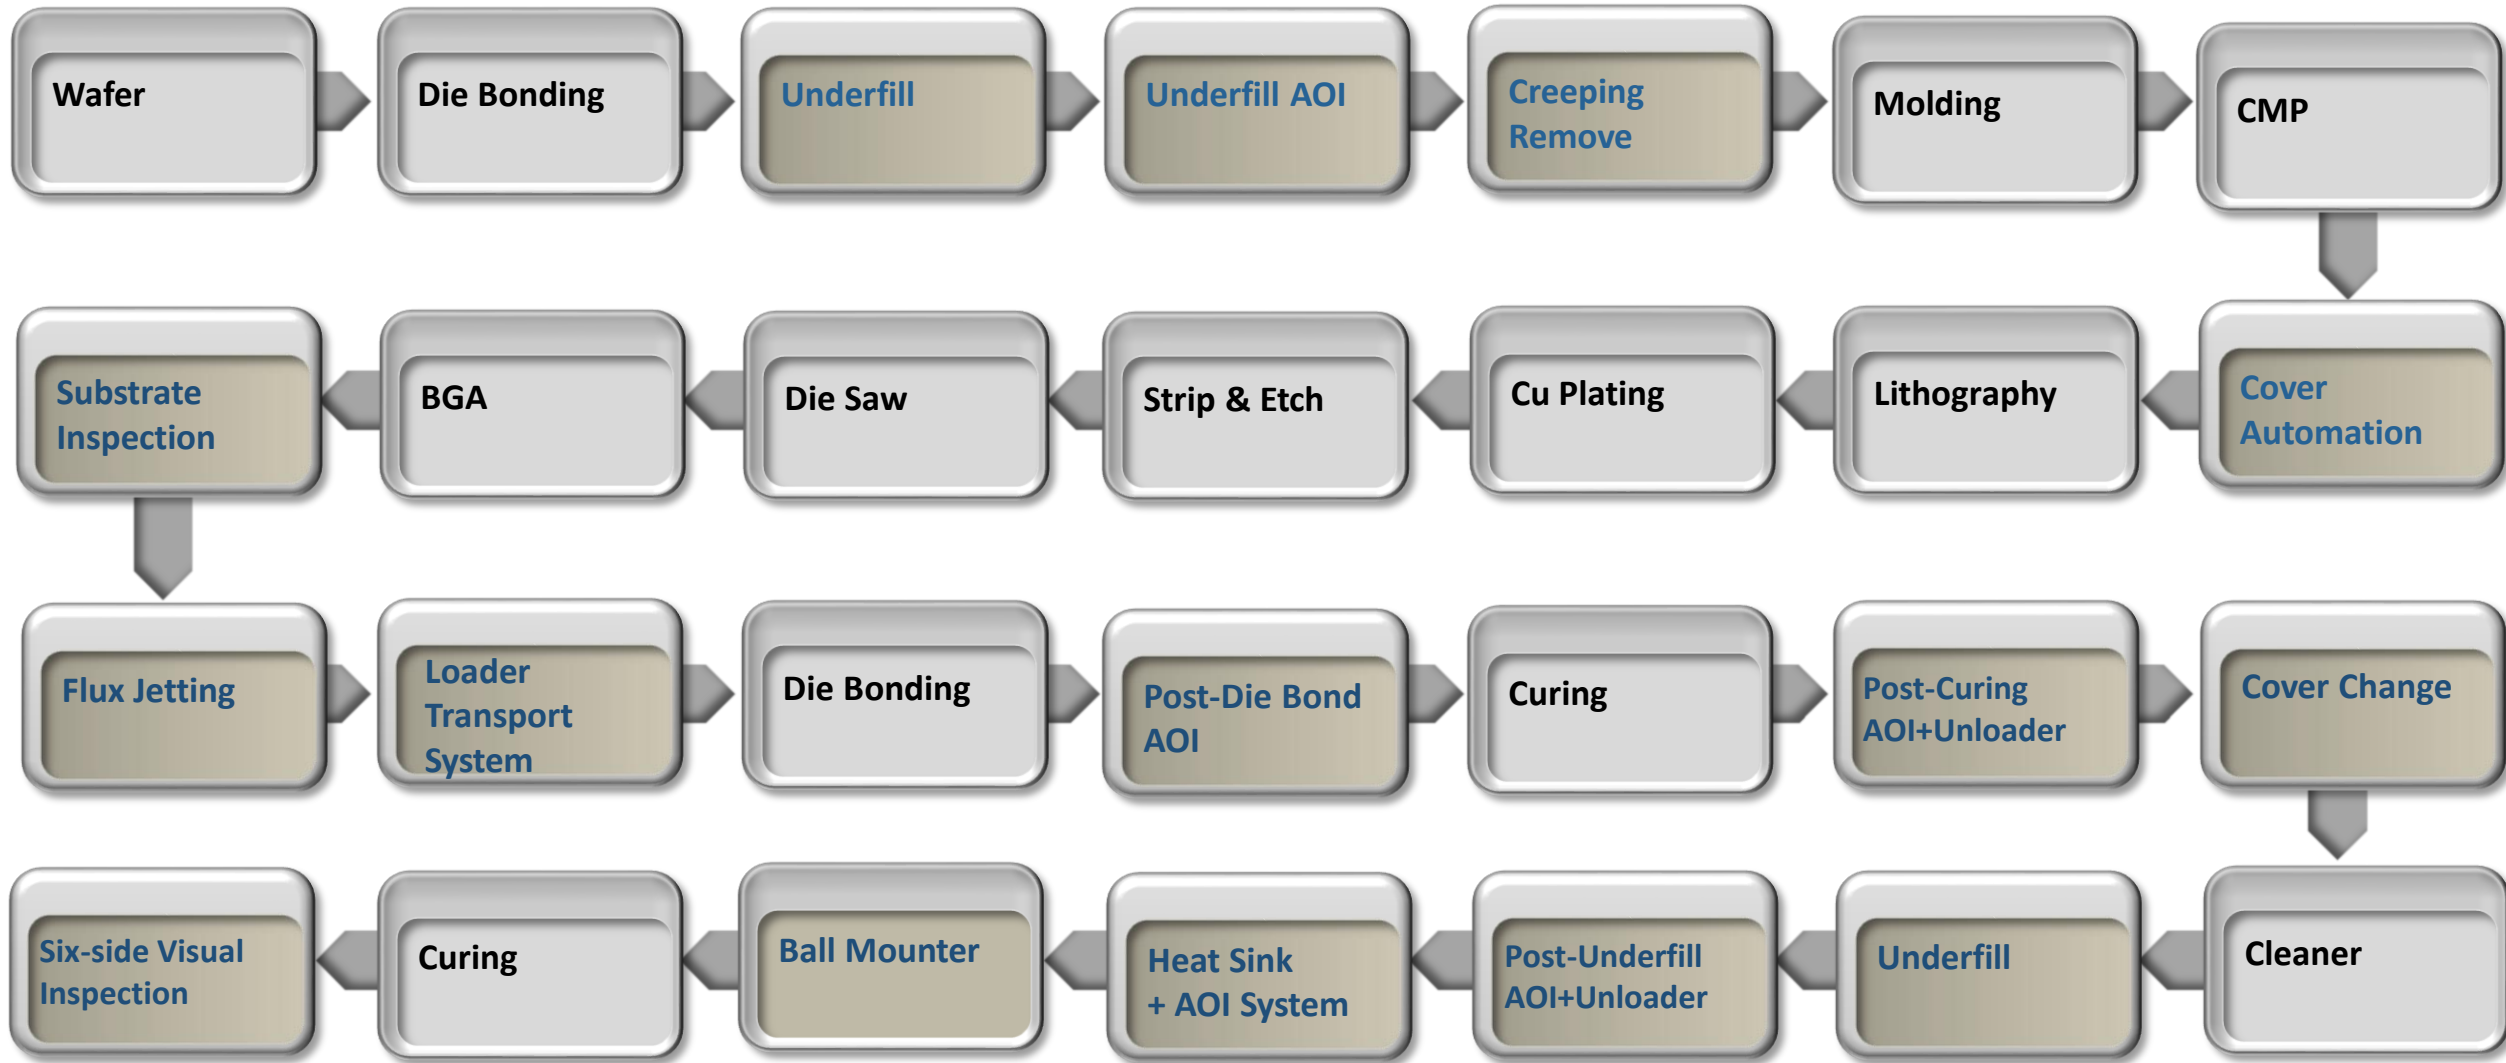 Wafer
Die Bonding
Underfill
Underfill AOI
Creeping
Remove
Molding
CMP
Substrate
Inspection
BGA
Die Saw
Strip & Etch
Cu Plating
Lithography
Cover
Automation
Flux Jetting
Loader
Transport
System
Die Bonding
Post-Die Bond
AOI
Curing
Post-Curing
AOI+Unloader
Cover Change
Six-side Visual
Inspection
Curing
Ball Mounter
Heat Sink
+ AOI System
Post-Underfill
AOI+Unloader
Underfill
Cleaner